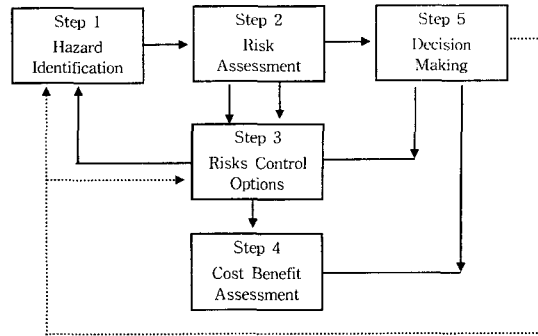 Step 1
Hazard
Identification
Step 2
Risk
Assessment
Step 5
Decision
Making
Step 3
Risks Control
Options
Step 4
Cost Benefit
Assessment